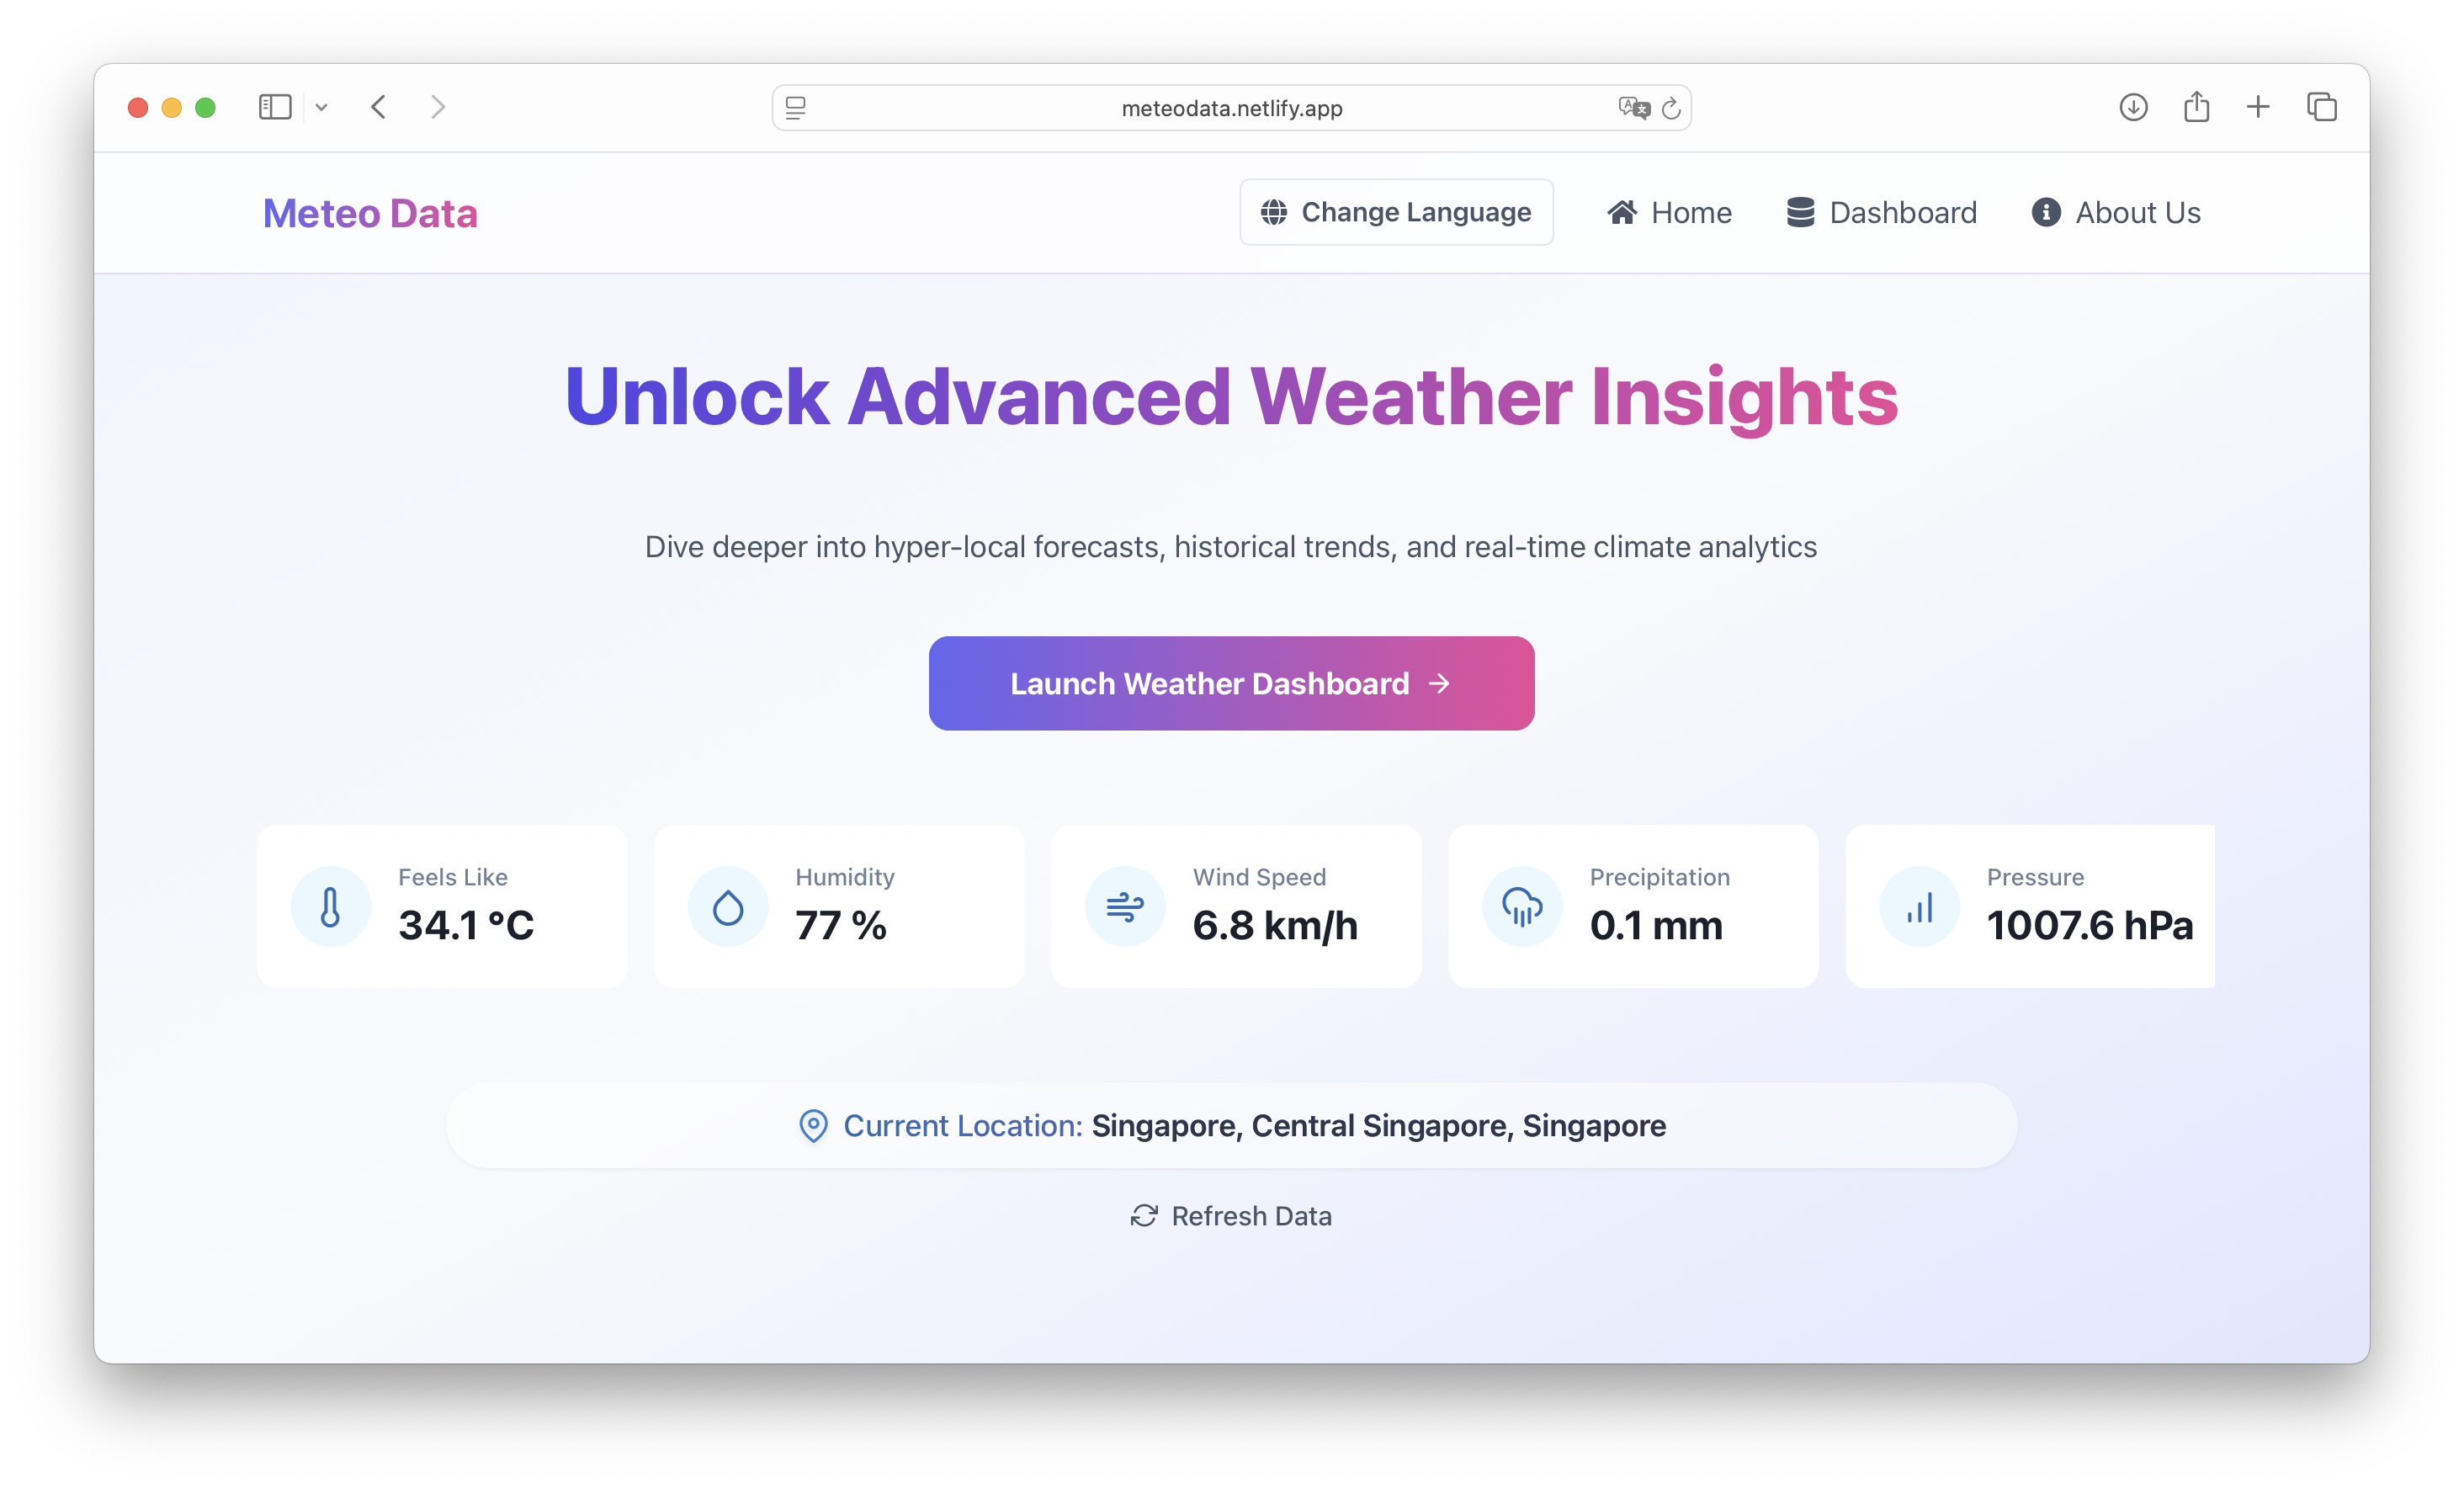 meteodata.netlify.app
Meteo Data
Change Language
Home
Dashboard
About Us
Unlock Advanced Weather Insights
Dive deeper into hyper-local forecasts, historical trends, and real-time climate analytics
Launch Weather Dashboard →
Feels Like
34.1 °C
Humidity
77 %
Wind Speed
6.8 km/h
Precipitation
0.1 mm
Pressure
1007.6 hPa
Current Location: Singapore, Central Singapore, Singapore
Refresh Data